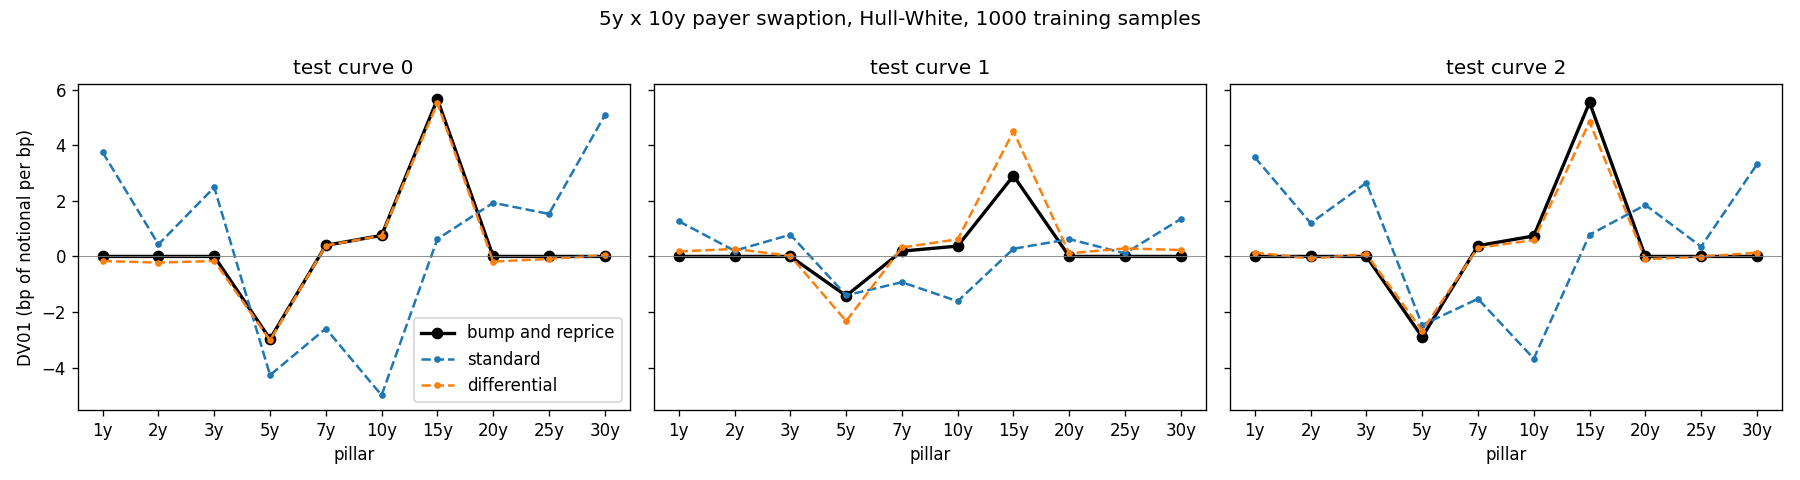 5y x 10y payer swaption, Hull-White, 1000 training samples
test curve 0
test curve 1
test curve 2
DV01 (bp of notional per bp)
6
4
2
0
−2
−4
bump and reprice
standard
differential
1y 2y 3y 5y 7y 10y 15y 20y 25y 30y
1y 2y 3y 5y 7y 10y 15y 20y 25y 30y
1y 2y 3y 5y 7y 10y 15y 20y 25y 30y
pillar
pillar
pillar